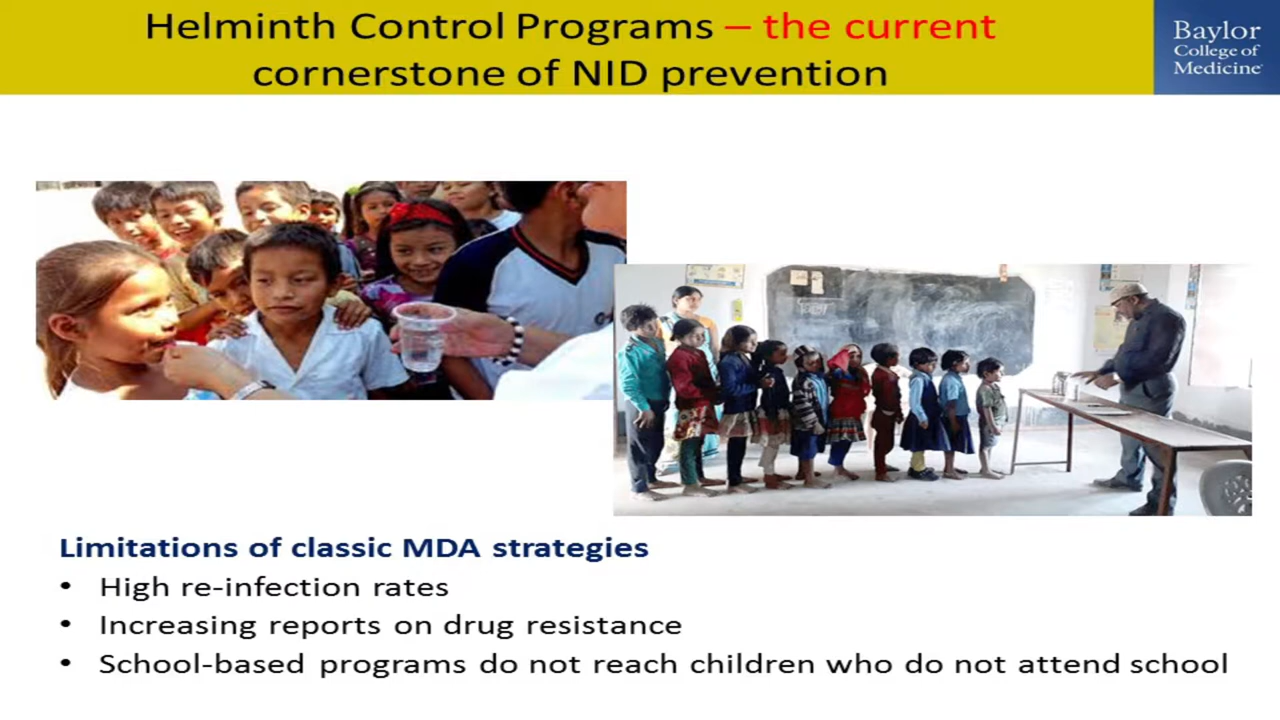 Helminth Control Programs – the current
cornerstone of NID prevention
Baylor
College of
Medicine
Limitations of classic MDA strategies
• High re-infection rates
• Increasing reports on drug resistance
• School-based programs do not reach children who do not attend school